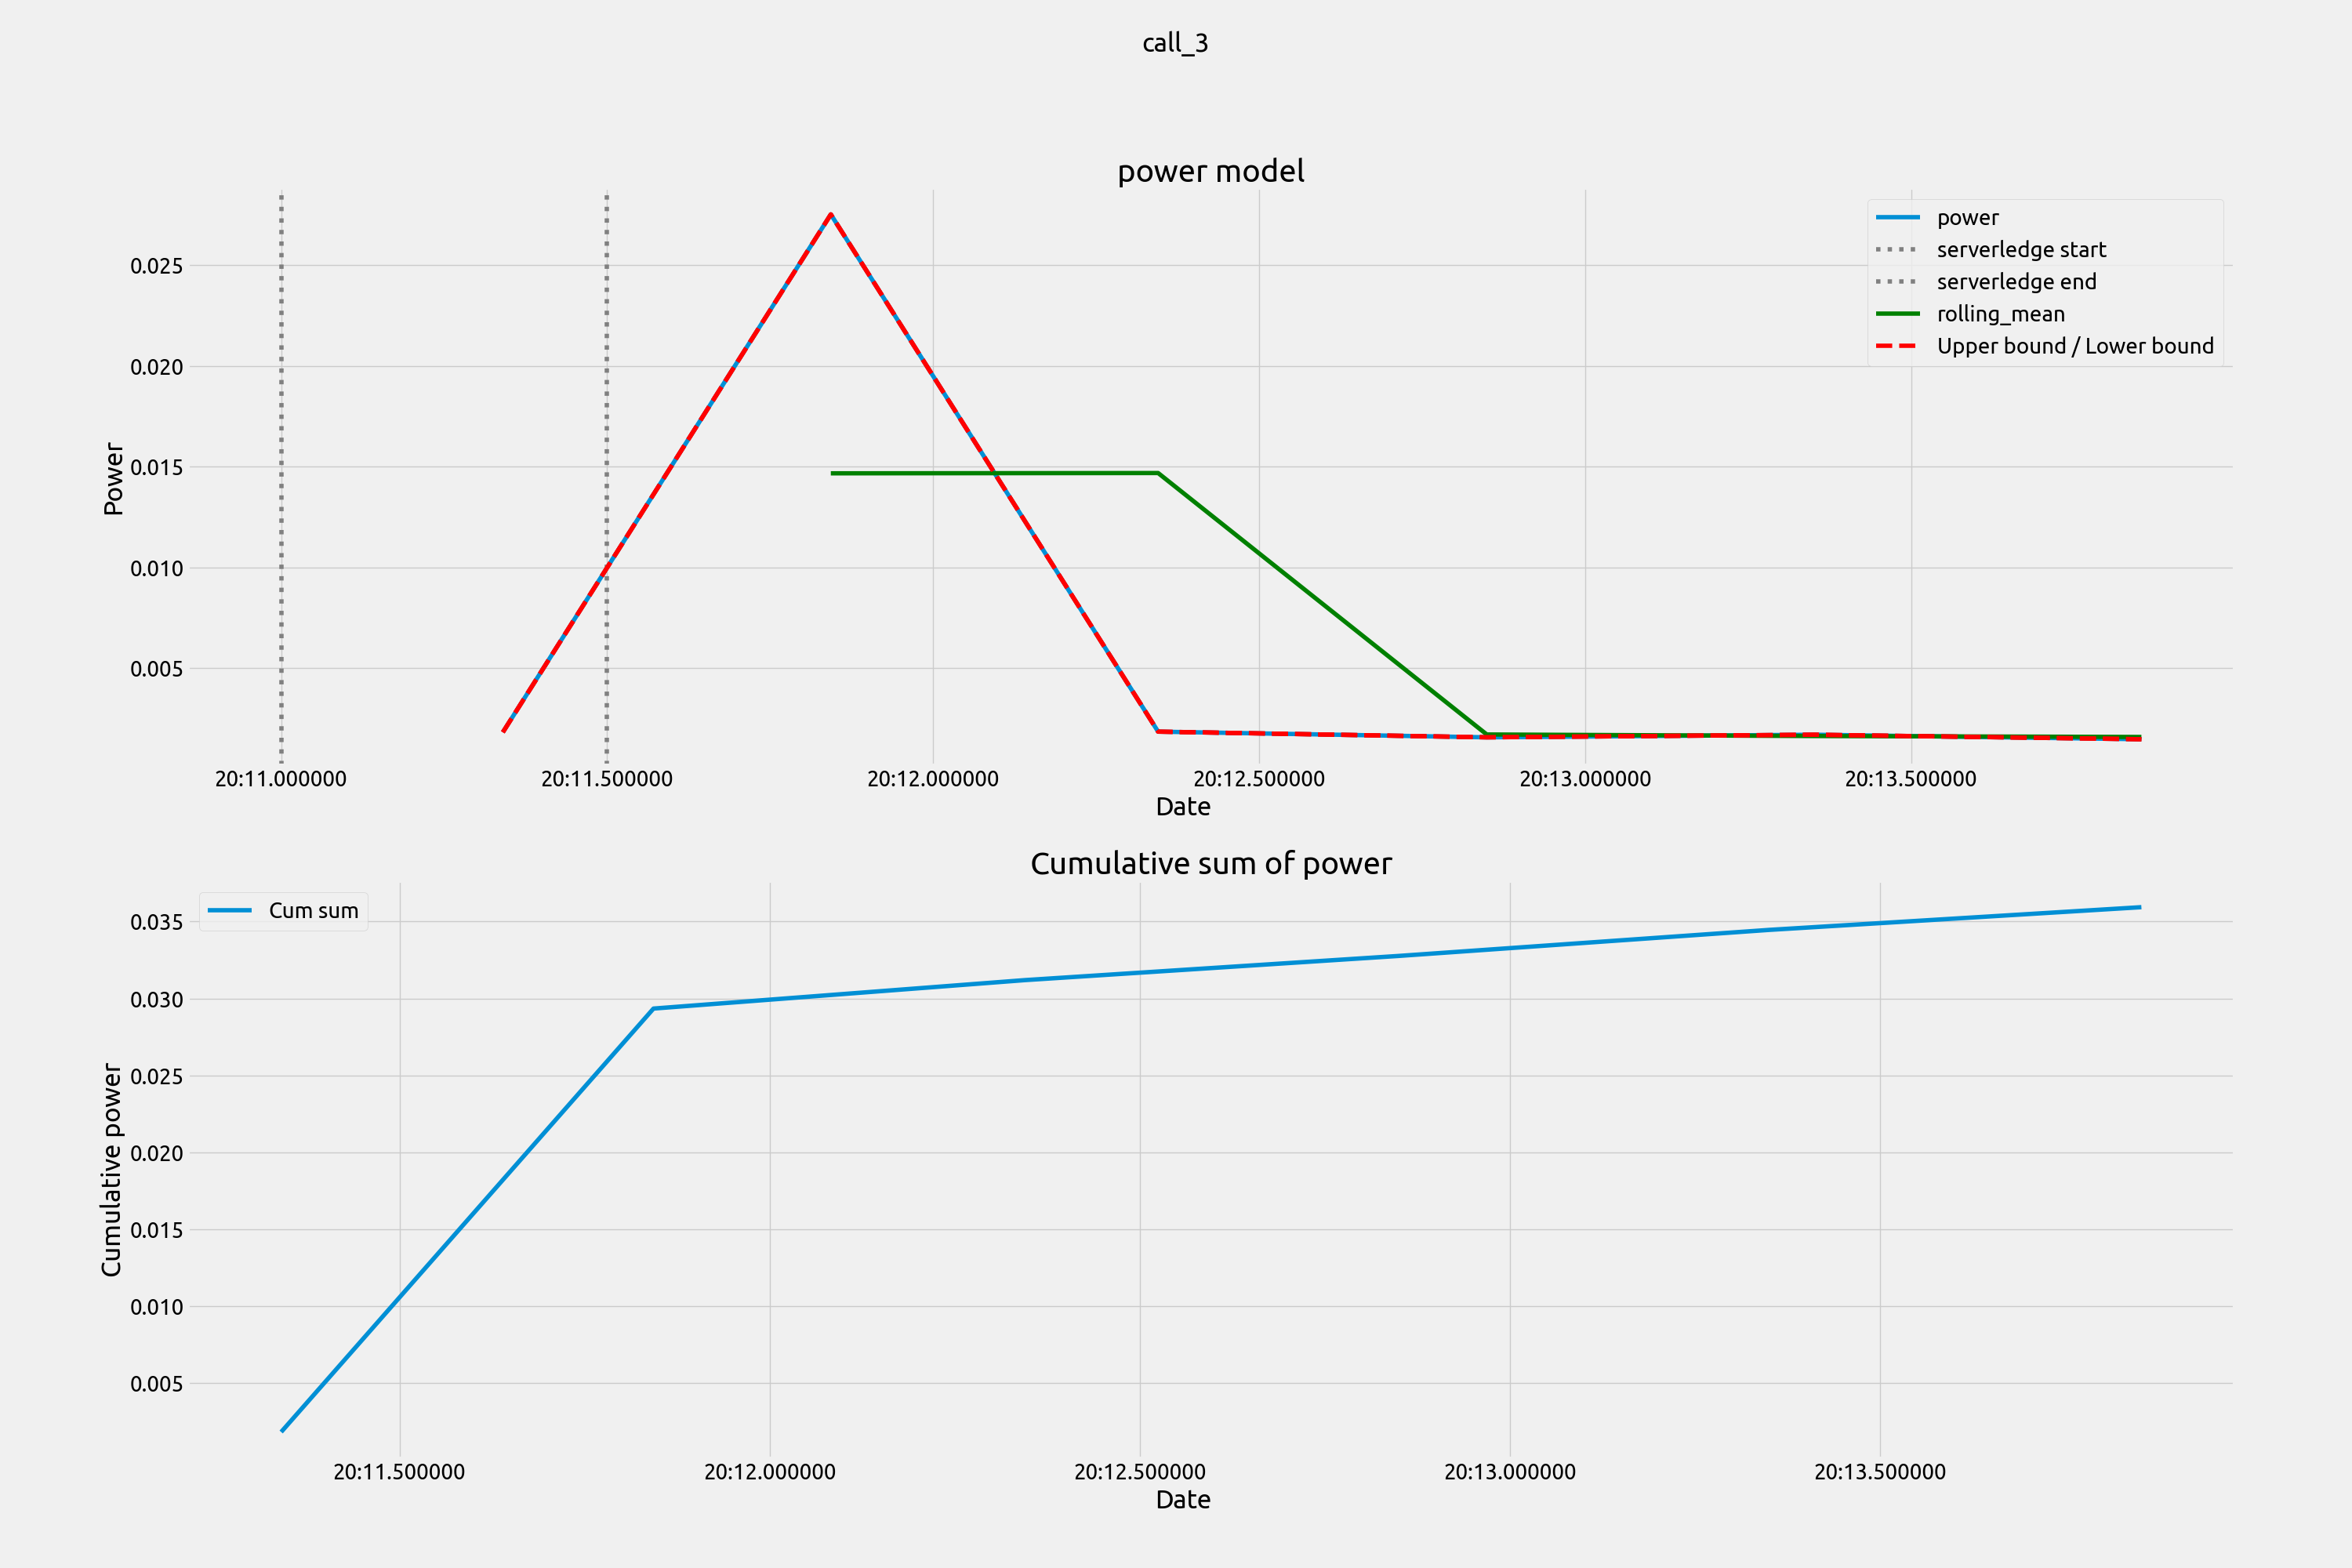 call_3
power model
power
serverledge start
serverledge end
rolling_mean
Upper bound / Lower bound
Power
0.025
0.020
0.015
0.010
0.005
20:11.000000 20:11.500000 20:12.000000 20:12.500000 20:13.000000 20:13.500000
Date
Cumulative sum of power
Cum sum
Cumulative power
0.035
0.030
0.025
0.020
0.015
0.010
0.005
20:11.500000 20:12.000000 20:12.500000 20:13.000000 20:13.500000
Date